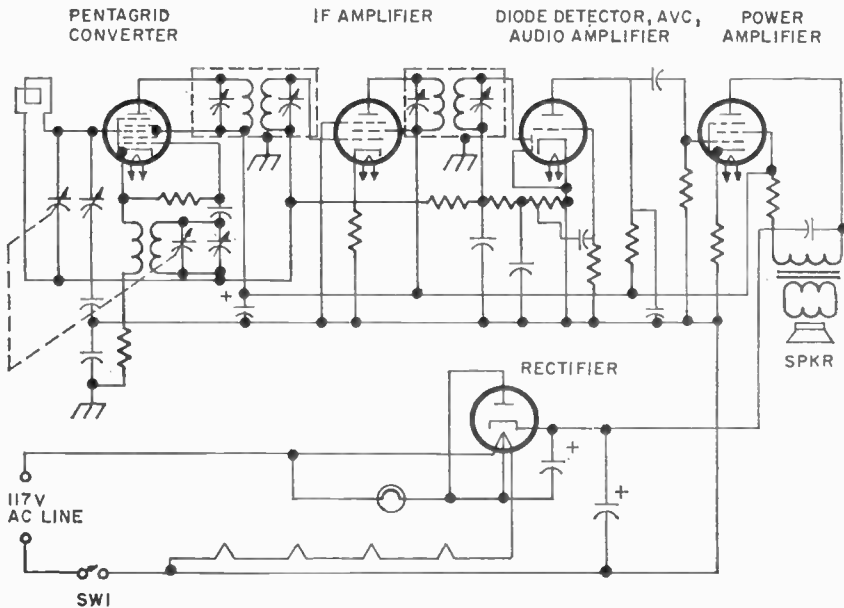 PENTAGRID
CONVERTER
IF AMPLIFIER
DIODE DETECTOR, AVC,
AUDIO AMPLIFIER
POWER
AMPLIFIER
+
SPKR
RECTIFIER
+
+
117V
AC LINE
SW1